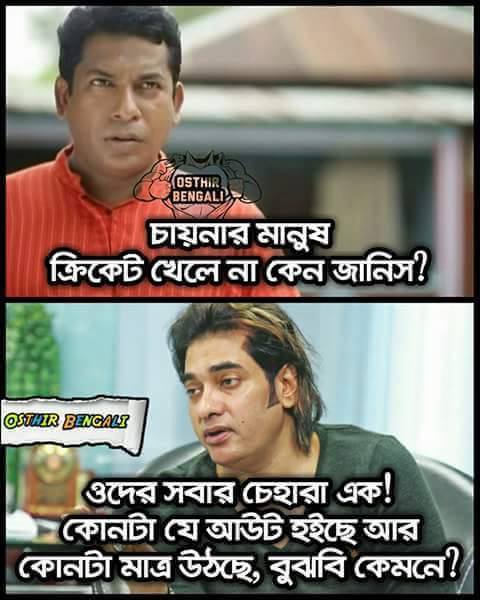 OSTHIR
BENGALI
চায়নার মানুষ
ক্রিকেট খেলে না কেন জানিস?
OSTHIR BENGALI
ওদের সবার চেহারা এক!
কোনটা যে আউট হইছে আর
কোনটা মাত্র উঠছে, বুঝবি কেমনে?